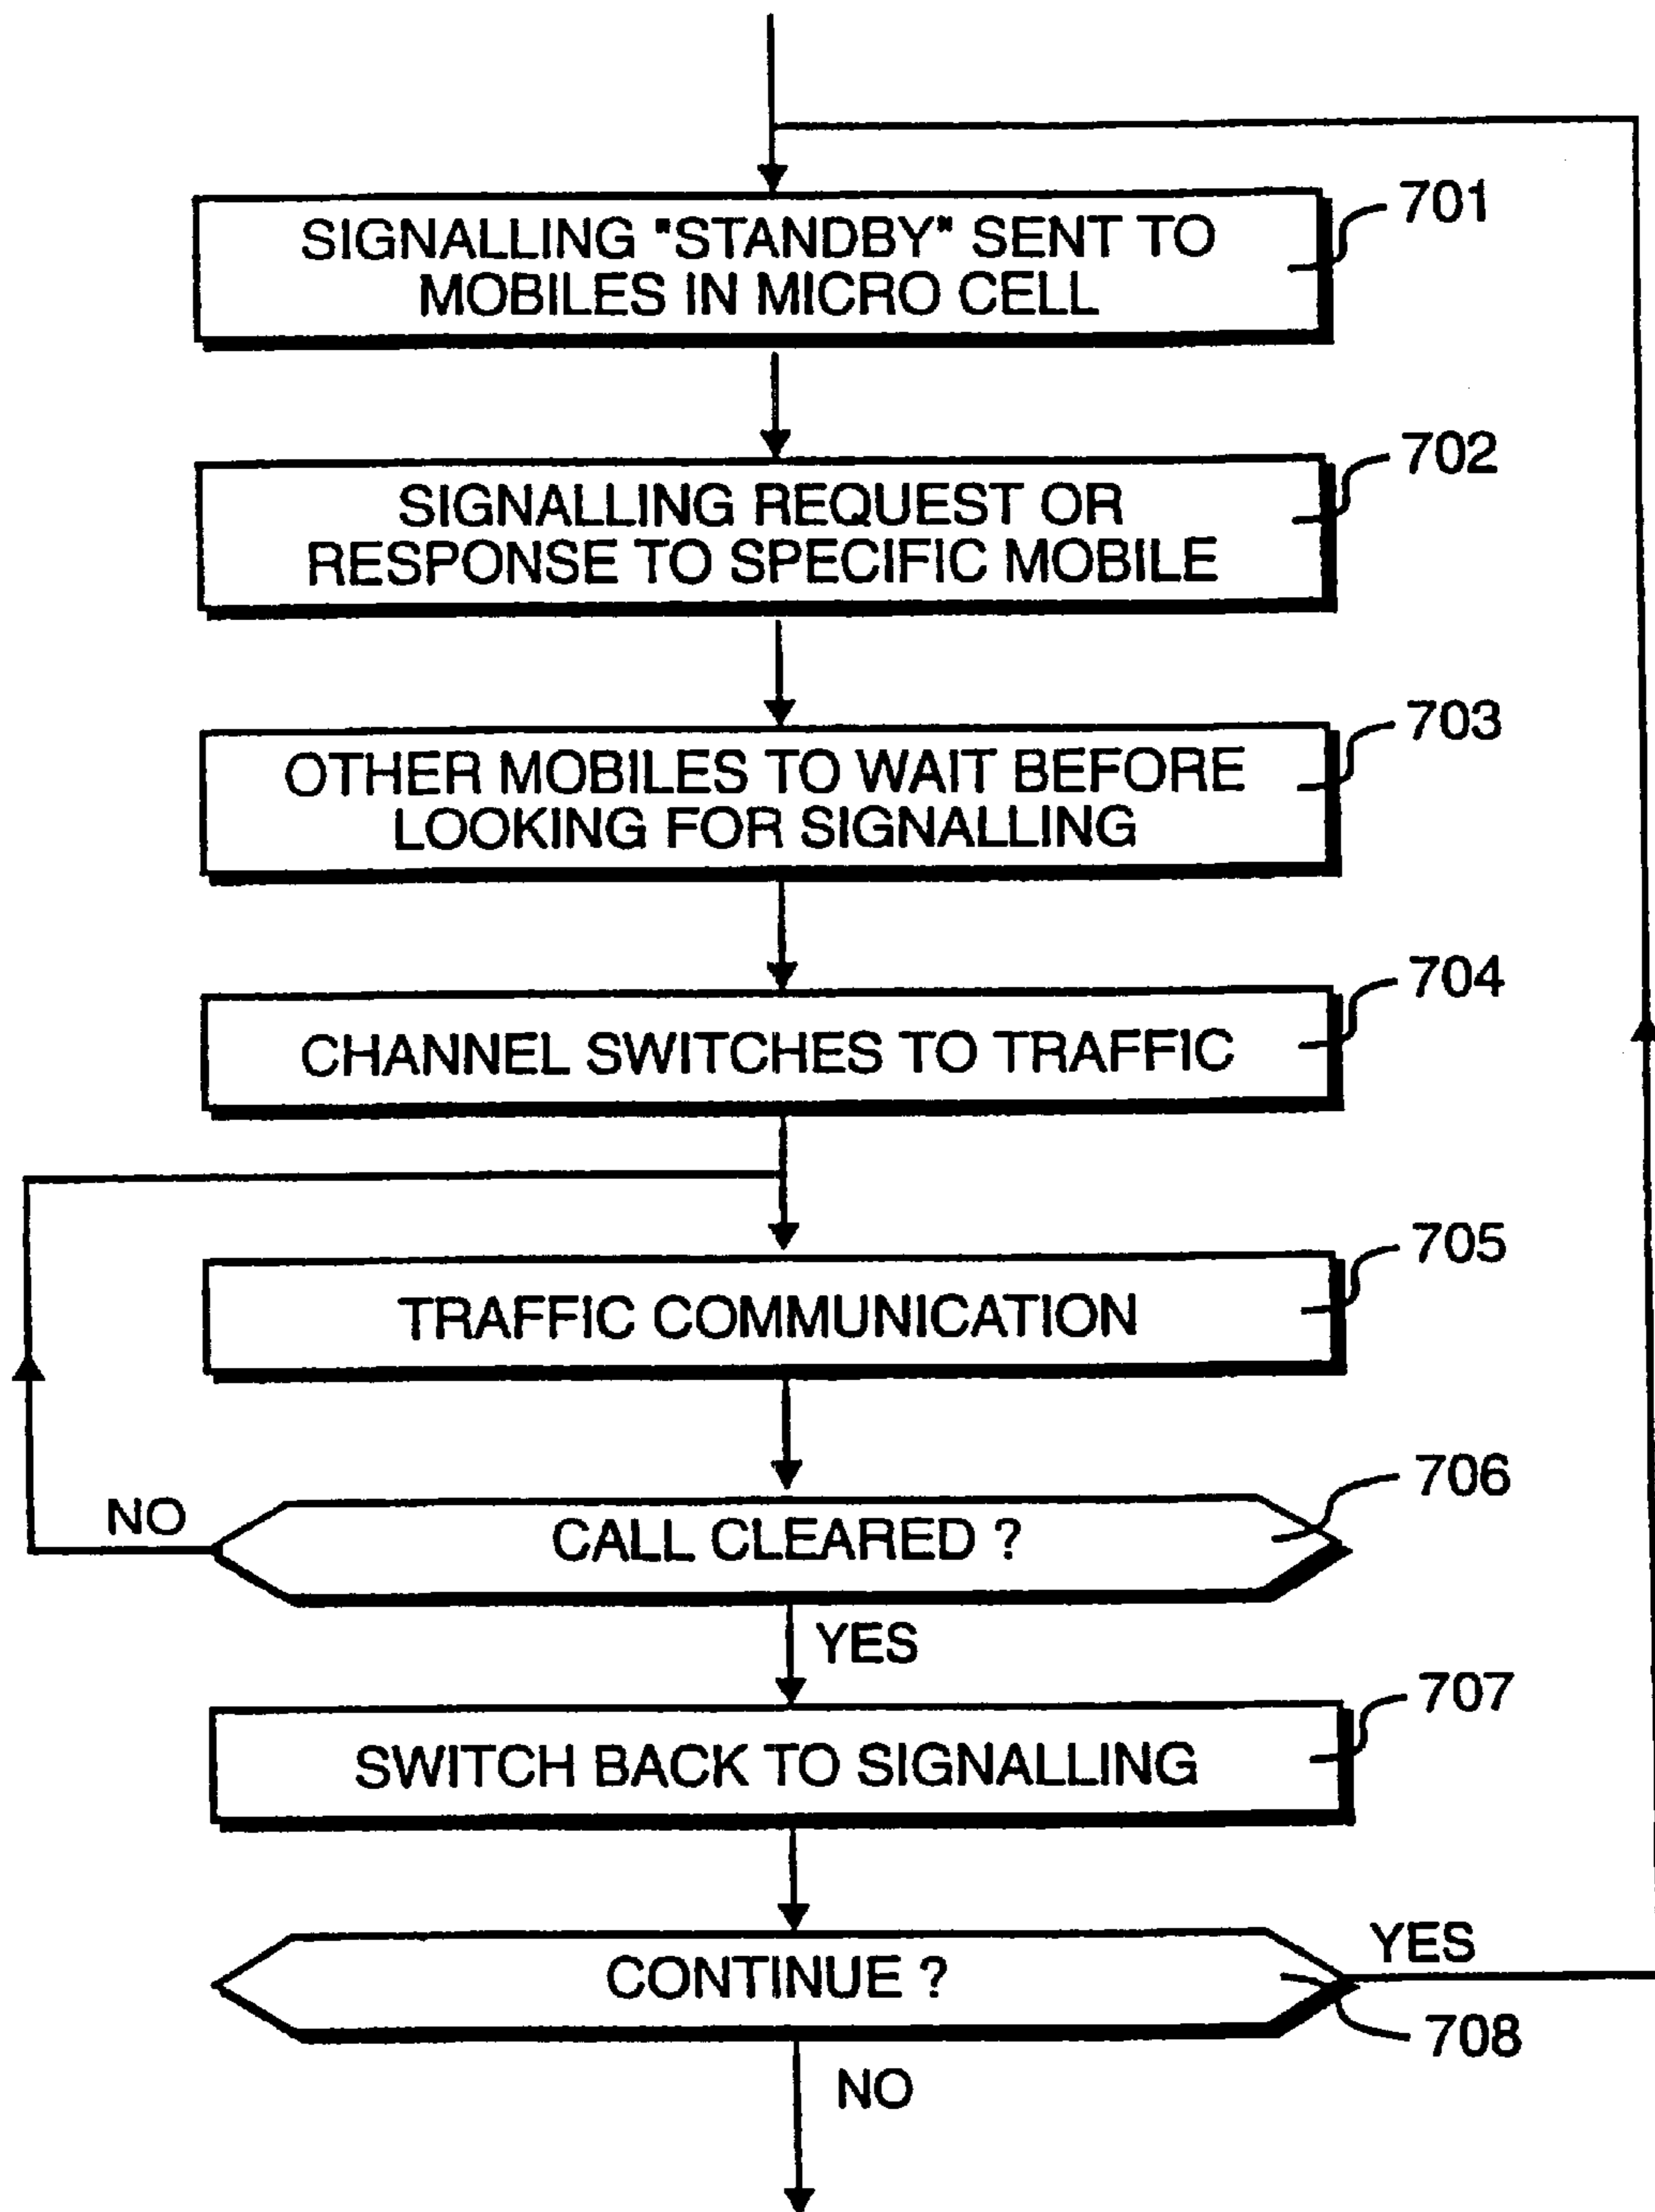 SIGNALLING "STANDBY" SENT TO
MOBILES IN MICRO CELL
701
SIGNALLING REQUEST OR
RESPONSE TO SPECIFIC MOBILE
702
OTHER MOBILES TO WAIT BEFORE
LOOKING FOR SIGNALLING
703
CHANNEL SWITCHES TO TRAFFIC
704
TRAFFIC COMMUNICATION
705
CALL CLEARED ?
706
NO
YES
SWITCH BACK TO SIGNALLING
707
CONTINUE ?
YES
708
NO